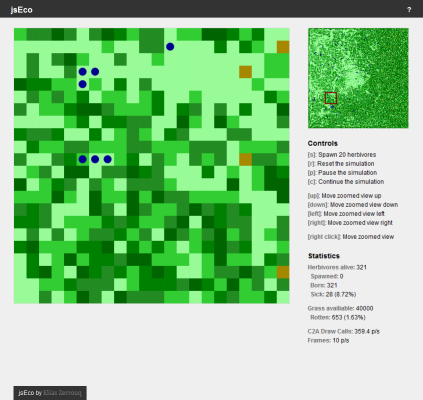 jsEco
?
Controls
[s]: Spawn 20 herbivores
[r]: Reset the simulation
[p]: Pause the simulation
[c]: Continue the simulation
[up]: Move zoomed view up
[down]: Move zoomed view down
[left]: Move zoomed view left
[right]: Move zoomed view right
[right click]: Move zoomed view
Statistics
Herbivores alive: 321
Spawned: 0
Born: 321
Sick: 28 (8.72%)
Grass available: 40000
Rotten: 653 (1.63%)
C2A Draw Calls: 359.4 p/s
Frames: 10 p/s
jsEco by Elias